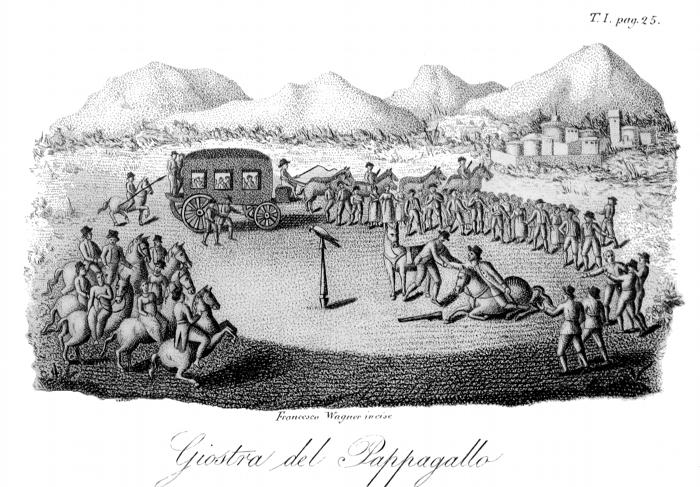 T. I. pag. 25.
Francesco Wagner incise
Giostra del Pappagallo